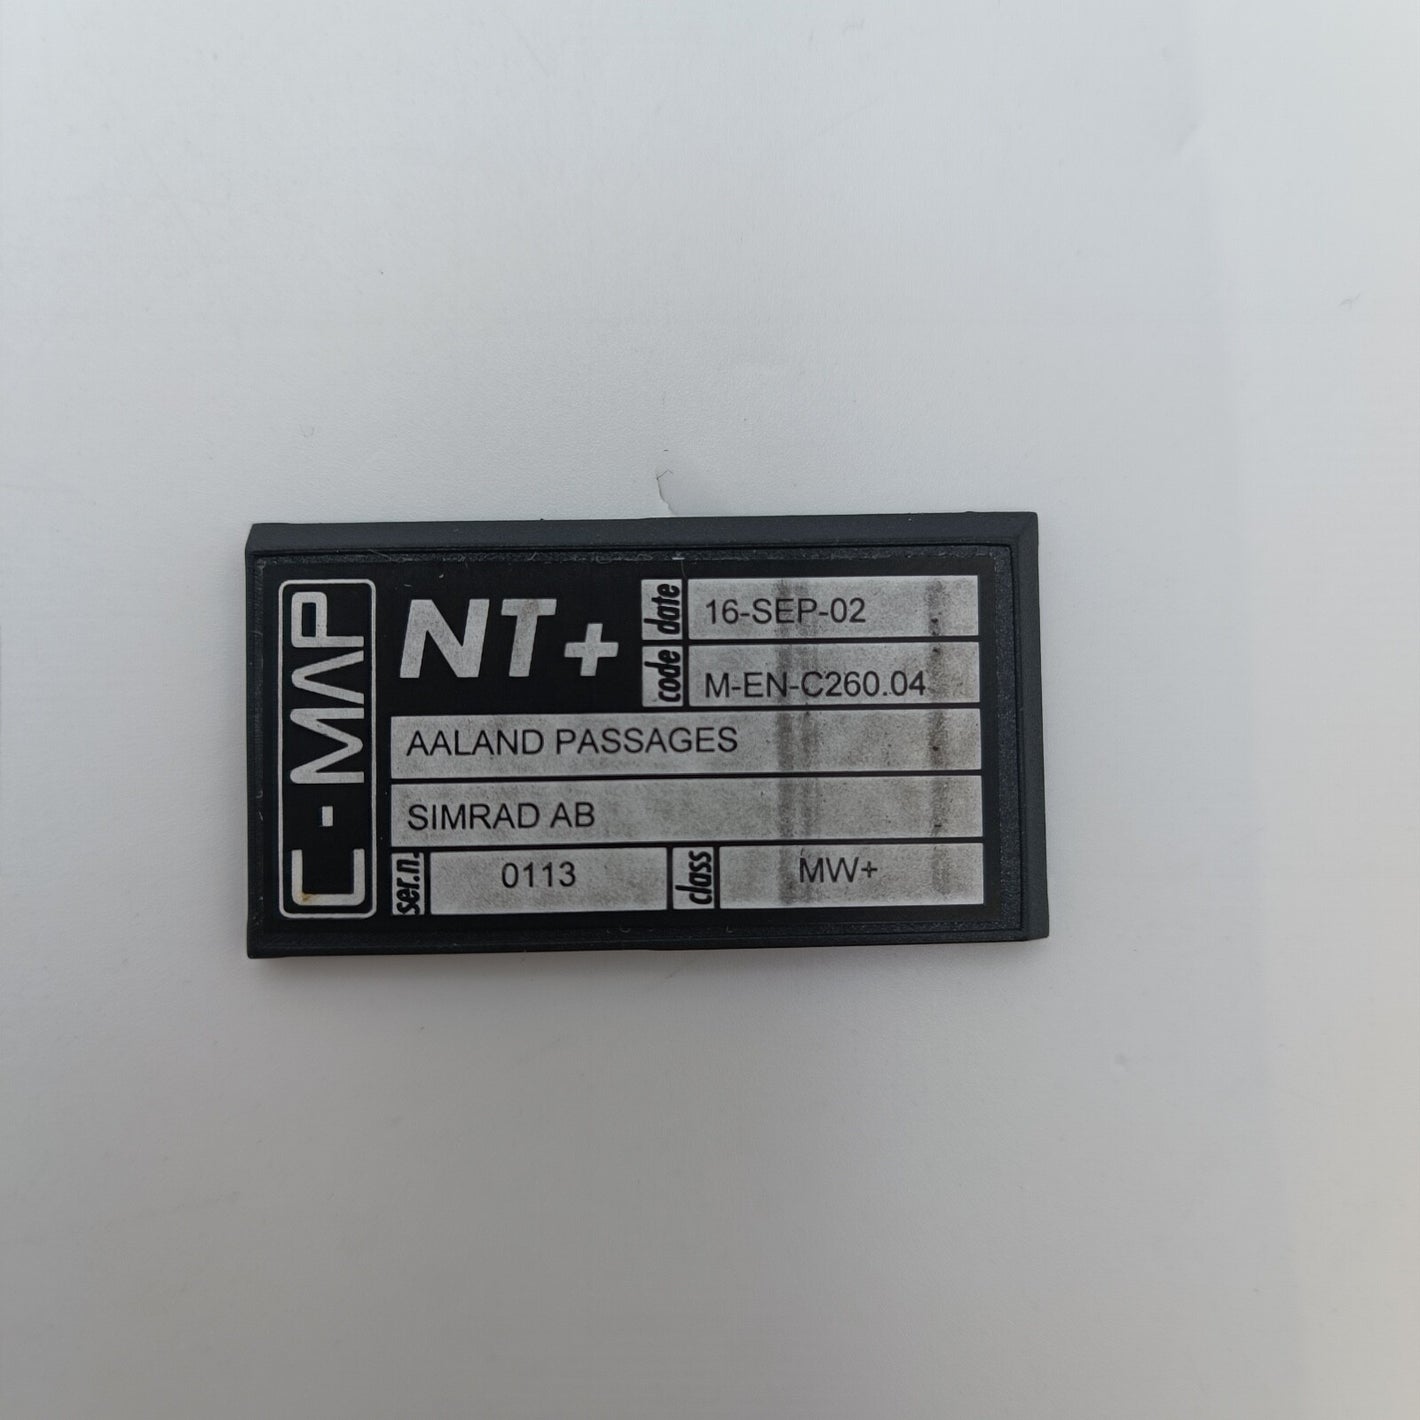 C-MAP
NT+
date 16-SEP-02
code M-EN-C260.04
AALAND PASSAGES
SIMRAD AB
ser.n. 0113 class MW+